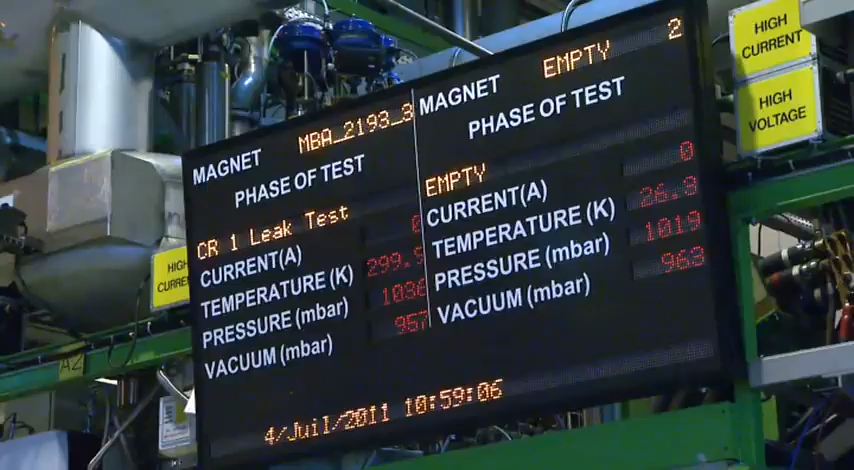 MAGNET MBA_2193_3
PHASE OF TEST
CR 1 Leak Test
CURRENT(A) 0
TEMPERATURE (K) 299.9
PRESSURE (mbar) 1036
VACUUM (mbar) 957
MAGNET EMPTY 2
PHASE OF TEST
EMPTY
CURRENT(A) 0
TEMPERATURE (K) 26.8
PRESSURE (mbar) 1019
VACUUM (mbar) 963
4/Juil/2011 10:59:06
HIGH
CURRENT
HIGH
VOLTAGE
HIGH
CURRE
A2